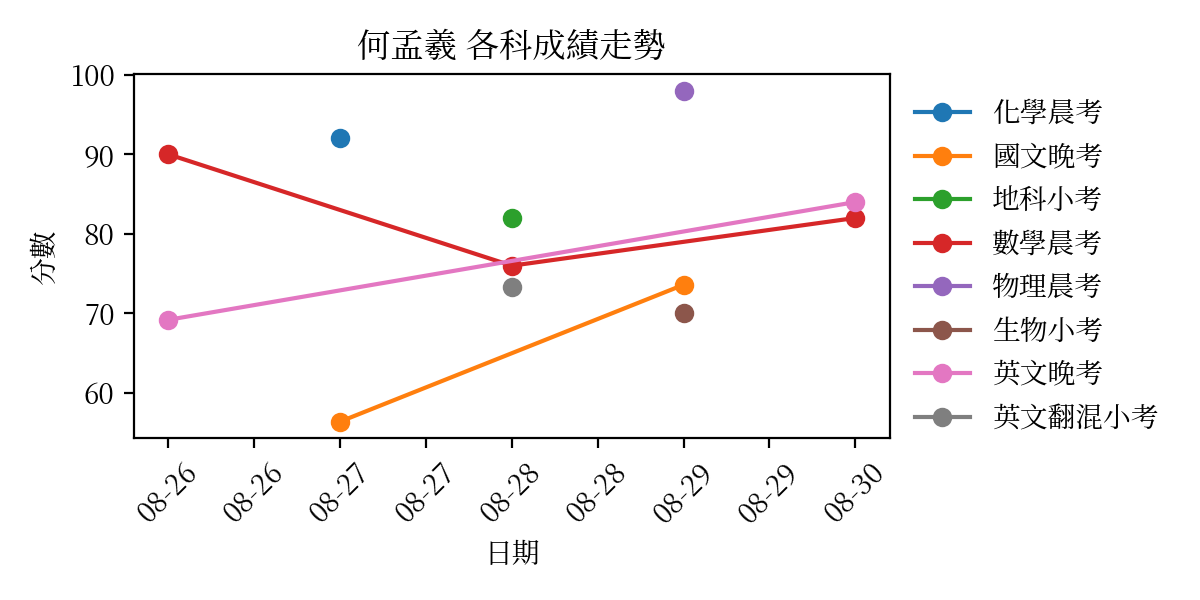 何孟羲 各科成績走勢
分數
100
90
80
70
60
08-26
08-26
08-27
08-27
08-28
08-28
08-29
08-29
08-30
日期
化學晨考
國文晚考
地科小考
數學晨考
物理晨考
生物小考
英文晚考
英文翻混小考